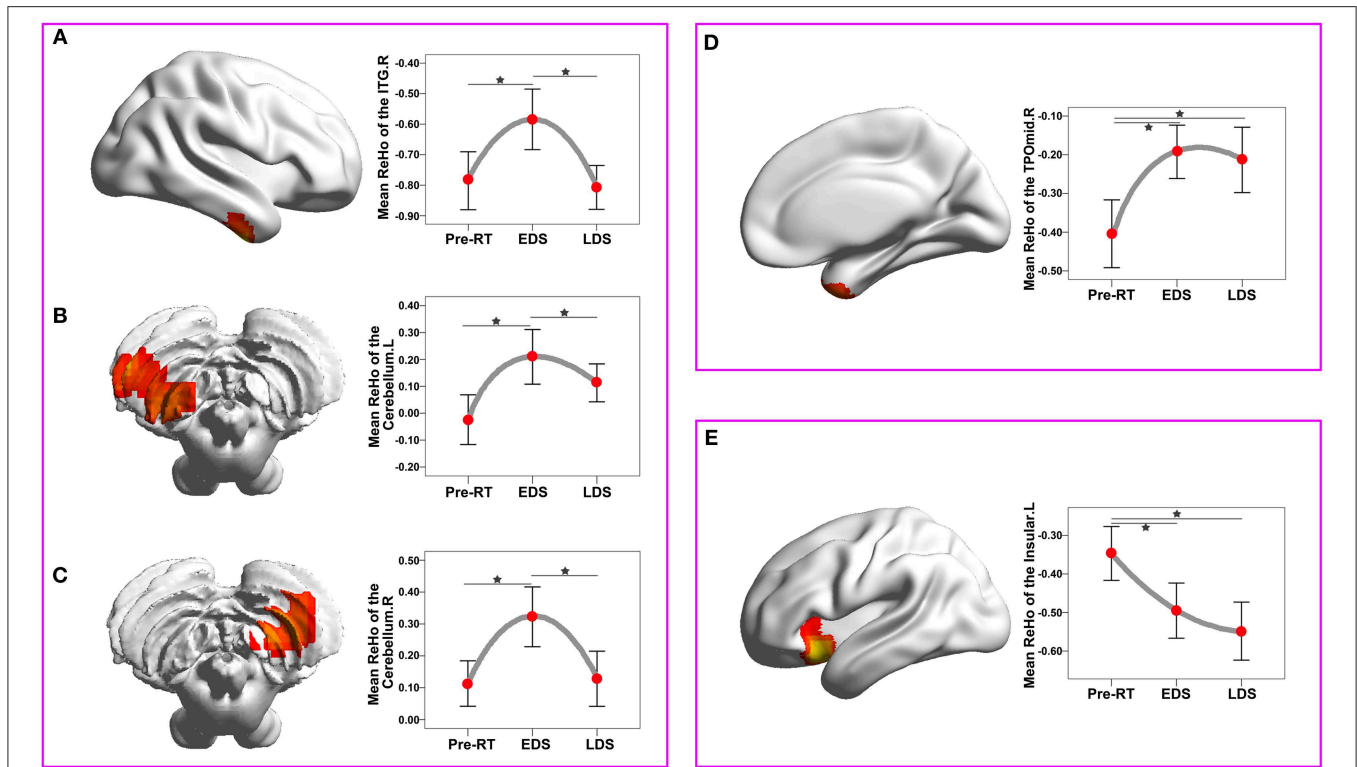 A
Mean ReHo of the ITG.R
-0.40
-0.50
-0.60
-0.70
-0.80
-0.90
Pre-RT EDS LDS
B
Mean ReHo of the
Cerebellum.L
0.40
0.30
0.20
0.10
0.00
-0.10
-0.20
Pre-RT EDS LDS
C
Mean ReHo of the
Cerebellum.R
0.50
0.40
0.30
0.20
0.10
0.00
Pre-RT EDS LDS
D
Mean ReHo of the TPOmid.R
-0.10
-0.20
-0.30
-0.40
-0.50
Pre-RT EDS LDS
E
Mean ReHo of the Insular.L
-0.30
-0.40
-0.50
-0.60
Pre-RT EDS LDS